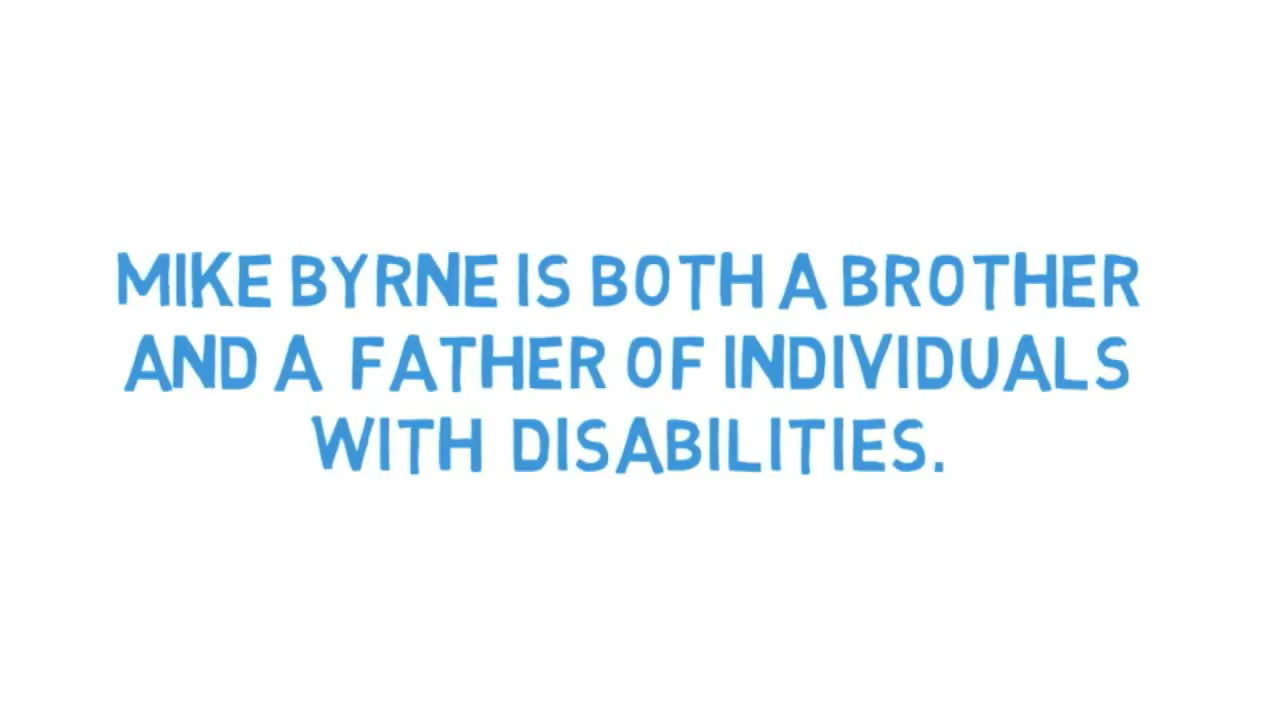 MIKE BYRNE IS BOTH A BROTHER
AND A FATHER OF INDIVIDUALS
WITH DISABILITIES.